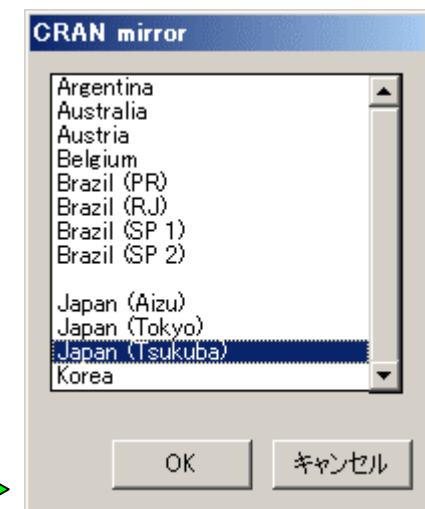 CRAN mirror
Argentina
Australia
Austria
Belgium
Brazil (PR)
Brazil (RJ)
Brazil (SP 1)
Brazil (SP 2)
Japan (Aizu)
Japan (Tokyo)
Japan (Tsukuba)
Korea
OK キャンセル